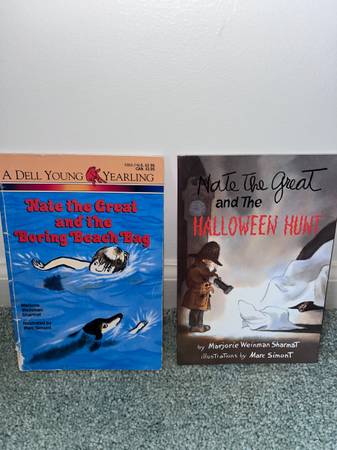 A DELL YOUNG YEARLING
Nate the Great
and the
Boring Beach Bag
Marjorie
Weinman
Sharmat
Illustrated by
Marc Simont
Nate the Great
and The
HALLOWEEN HUNT
by Marjorie Weinman Sharmat
illustrations by Marc Simont